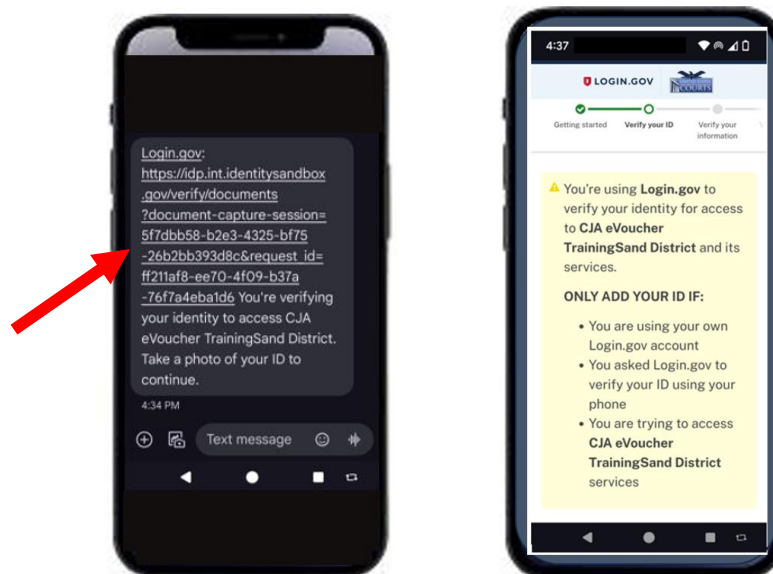 Login.gov:
https://idp.int.identitysandbox
.gov/verify/documents
?document-capture-session=
5f7dbb58-b2e3-4325-bf75
-26b2bb393d8c&request_id=
ff211af8-ee70-4f09-b37a
-76f7a4eba1d6 You're verifying
your identity to access CJA
eVoucher TrainingSand District.
Take a photo of your ID to
continue.
4:34 PM
Text message
4:37
LOGIN.GOV
COURTS
Getting started Verify your ID Verify your
information
You're using Login.gov to
verify your identity for access
to CJA eVoucher
TrainingSand District and its
services.
ONLY ADD YOUR ID IF:
• You are using your own
Login.gov account
• You asked Login.gov to
verify your ID using your
phone
• You are trying to access
CJA eVoucher
TrainingSand District
services